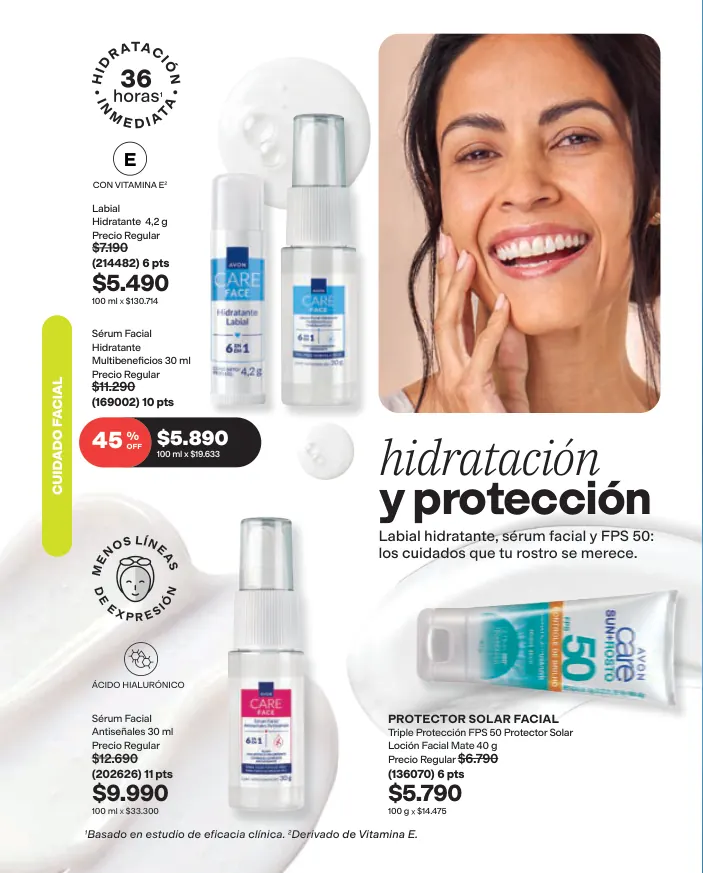 HIDRATACIÓN
36
horas¹
INMEDIATA
E
CON VITAMINA E²
Labial
Hidratante 4,2 g
Precio Regular
$7.190
(214482) 6 pts
$5.490
100 ml x $130.714
Sérum Facial
Hidratante
Multibeneficios 30 ml
Precio Regular
$11.290
(169002) 10 pts
45 % OFF
$5.890
100 ml x $19.633
CUIDADO FACIAL
AVON
CARE
FACE
Hidratante
Labial
6 EN 1
4,2 g
AVON
CARE
FACE
6 EN 1
30 g
hidratación
y protección
Labial hidratante, sérum facial y FPS 50:
los cuidados que tu rostro se merece.
MENOS LÍNEAS
DE EXPRESIÓN
ÁCIDO HIALURÓNICO
Sérum Facial
Antiseñales 30 ml
Precio Regular
$12.690
(202626) 11 pts
$9.990
100 ml x $33.300
AVON
CARE
FACE
Sérum Facial
6 EN 1
30 g
AVON
care
SUN+ROSTO
FPS
50
CONTROLE DE BRILHO
PROTECTOR SOLAR FACIAL
Triple Protección FPS 50 Protector Solar
Loción Facial Mate 40 g
Precio Regular $6.790
(136070) 6 pts
$5.790
100 g x $14.475
¹Basado en estudio de eficacia clínica. ²Derivado de Vitamina E.